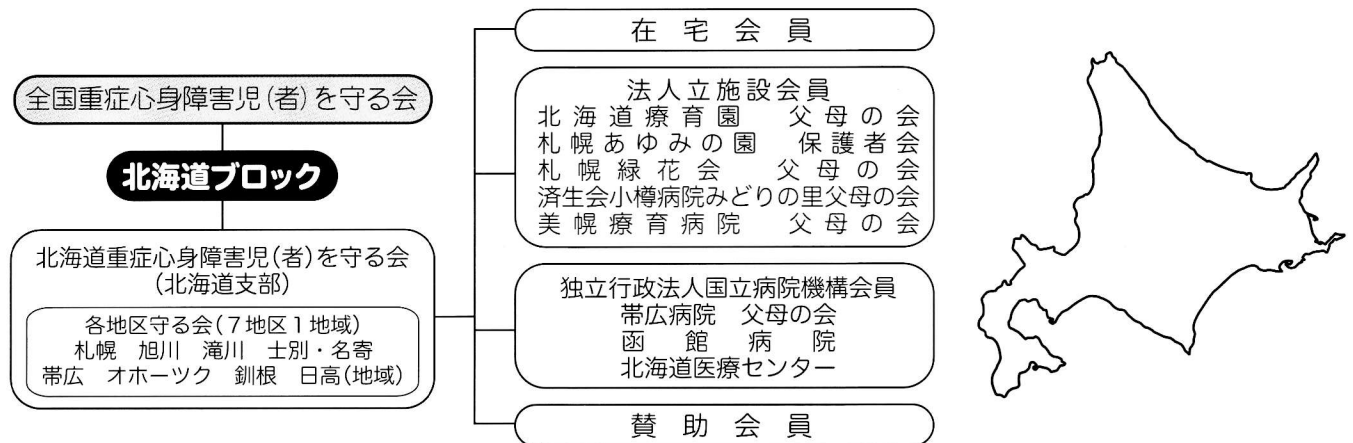 全国重症心身障害児(者)を守る会
北海道ブロック
北海道重症心身障害児(者)を守る会
(北海道支部)
各地区守る会(7地区1地域)
札幌 旭川 滝川 士別・名寄
帯広 オホーツク 釧根 日高(地域)
在宅会員
法人立施設会員
北海道療育園 父母の会
札幌あゆみの園 保護者会
札幌緑花会 父母の会
済生会小樽病院みどりの里父母の会
美幌療育病院 父母の会
独立行政法人国立病院機構会員
帯広病院 父母の会
函館病院
北海道医療センター
賛助会員